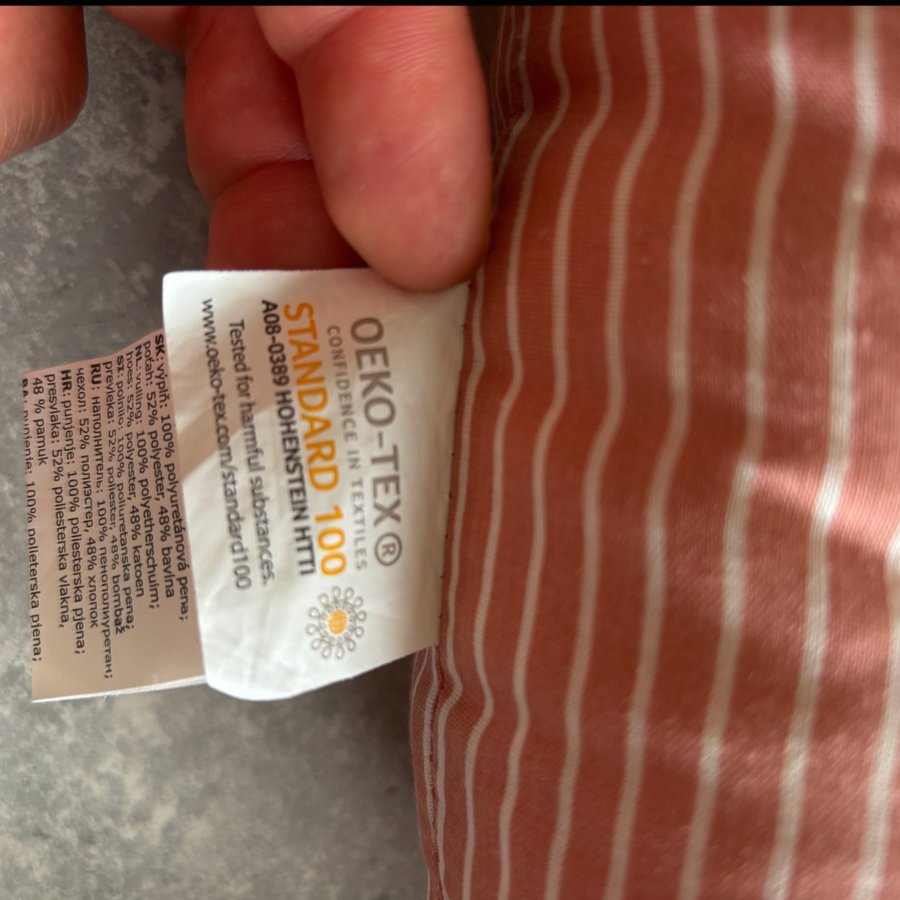 OEKO-TEX®
CONFIDENCE IN TEXTILES
STANDARD 100
A08-0389 HOHENSTEIN HTTI
Tested for harmful substances.
www.oeko-tex.com/standard100
SK: výplň: 100% polyuretánová pena;
poťah: 52% polyester, 48% bavlna
NL: vulling: 100% polyetherschuim;
hoes: 52% polyester, 48% katoen
SI: polnilo: 100% poliuretanska pena;
prevleka: 52% poliester, 48% bombaž
RU: наполнитель: 100% пенополиуретан;
чехол: 52% полиэстер, 48% хлопок
HR: punjenje: 100% poliesterska pjena;
presvlaka: 52% poliesterska vlakna,
48 % pamuk
punjenje: 100% polieterska pjena;